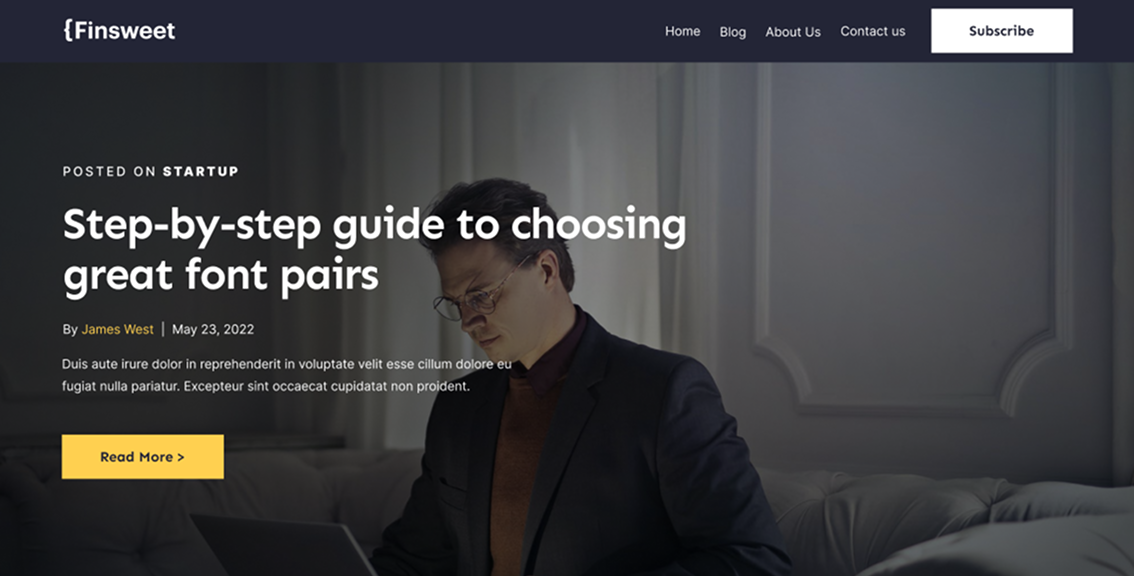 {Finsweet
Home Blog About Us Contact us Subscribe
POSTED ON STARTUP
Step-by-step guide to choosing
great font pairs
By James West | May 23, 2022
Duis aute irure dolor in reprehenderit in voluptate velit esse cillum dolore eu
fugiat nulla pariatur. Excepteur sint occaecat cupidatat non proident.
Read More >